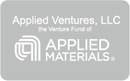 Applied Ventures, LLC
the Venture Fund of
APPLIED
MATERIALS®